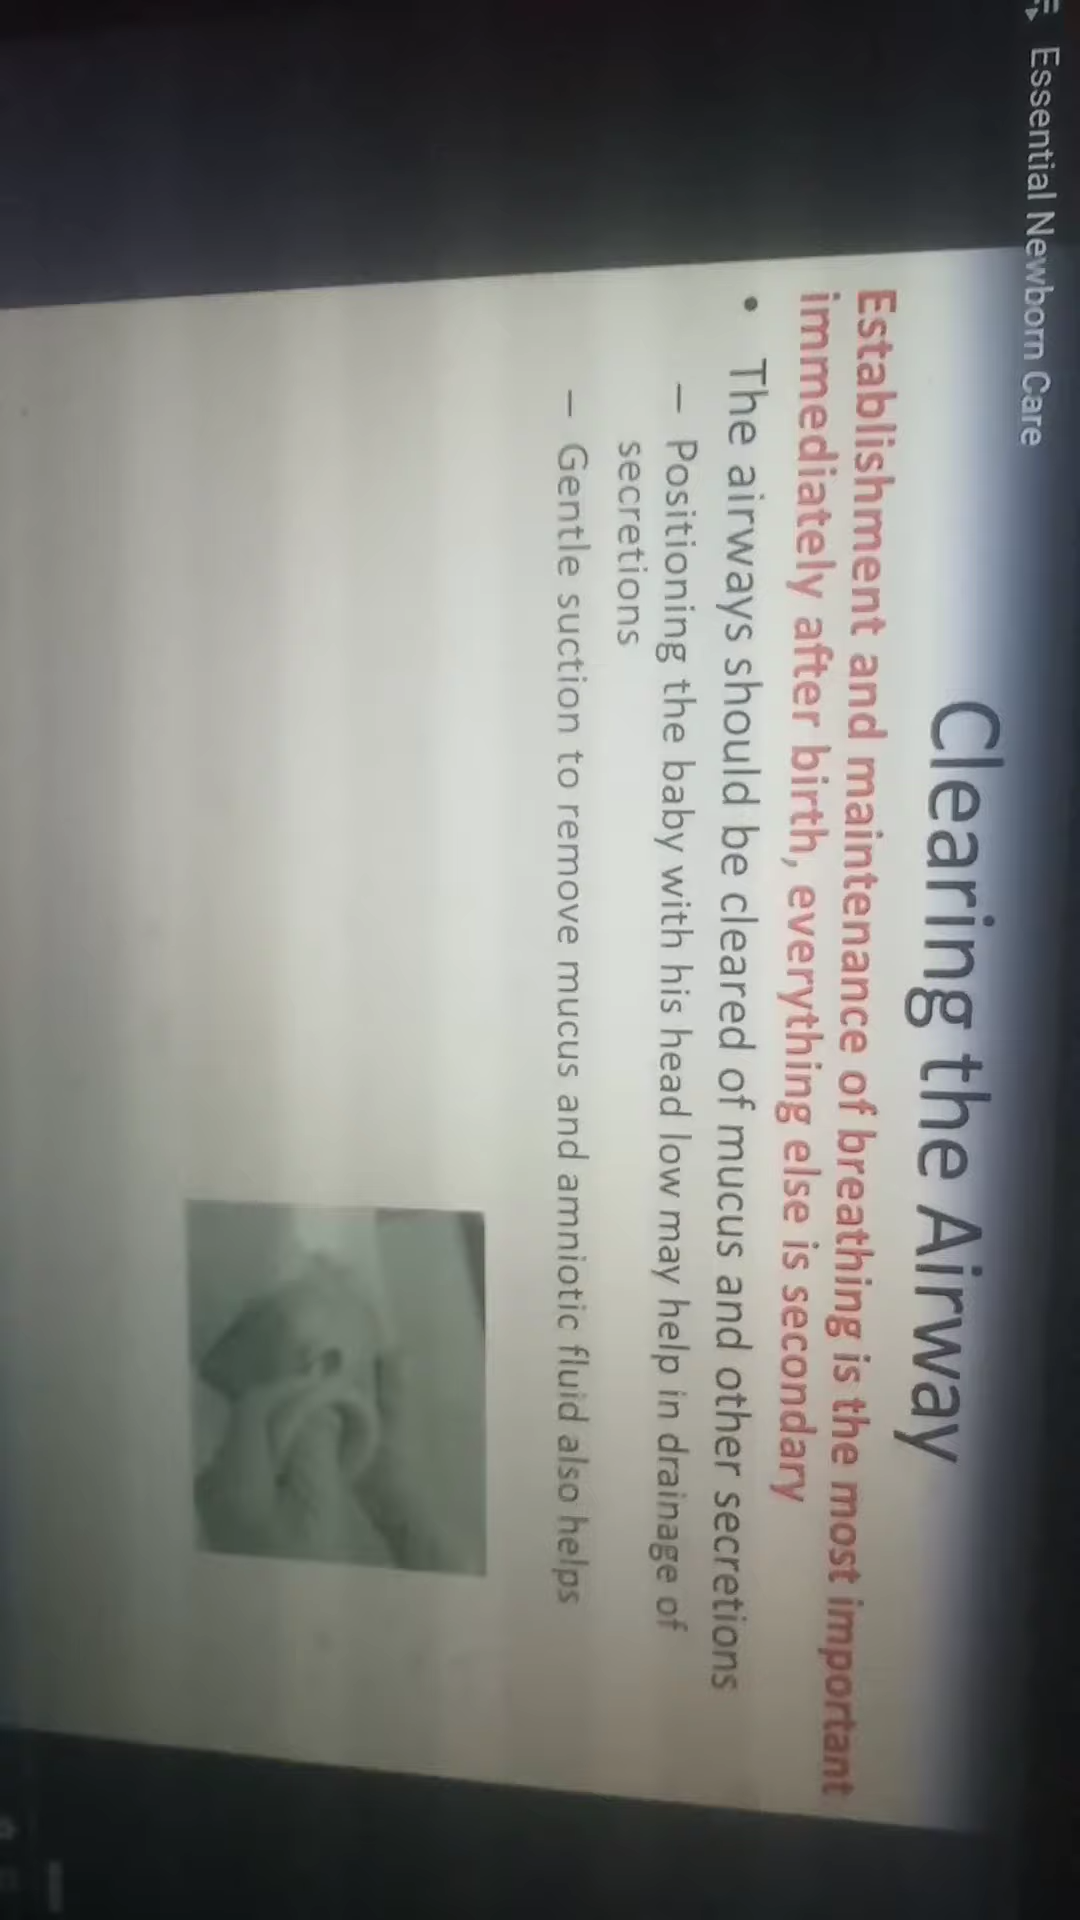 Essential Newborn Care
Clearing the Airway
Establishment and maintenance of breathing is the most important
immediately after birth, everything else is secondary
• The airways should be cleared of mucus and other secretions
– Positioning the baby with his head low may help in drainage of
secretions
– Gentle suction to remove mucus and amniotic fluid also helps